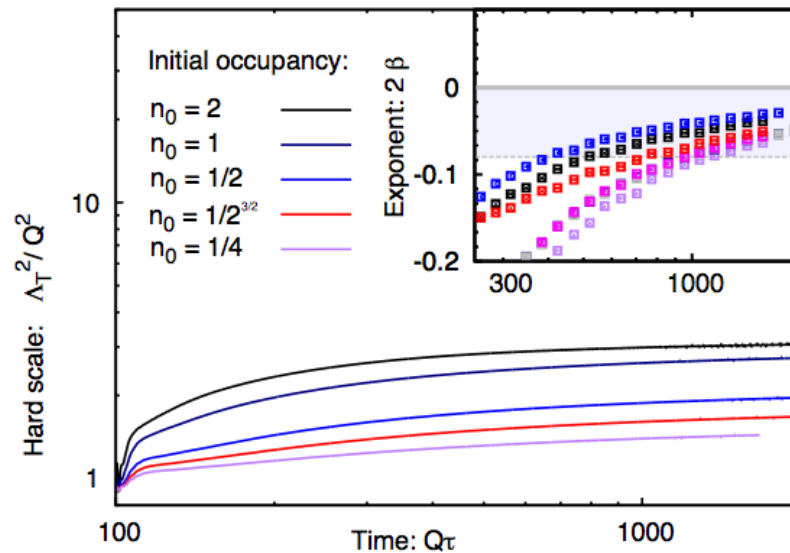 Initial occupancy:
n₀ = 2
n₀ = 1
n₀ = 1/2
n₀ = 1/2^3/2
n₀ = 1/4
Exponent: 2 β
0
-0.1
-0.2
300
1000
Hard scale: Λ_T²/Q²
10
1
100
1000
Time: Qτ